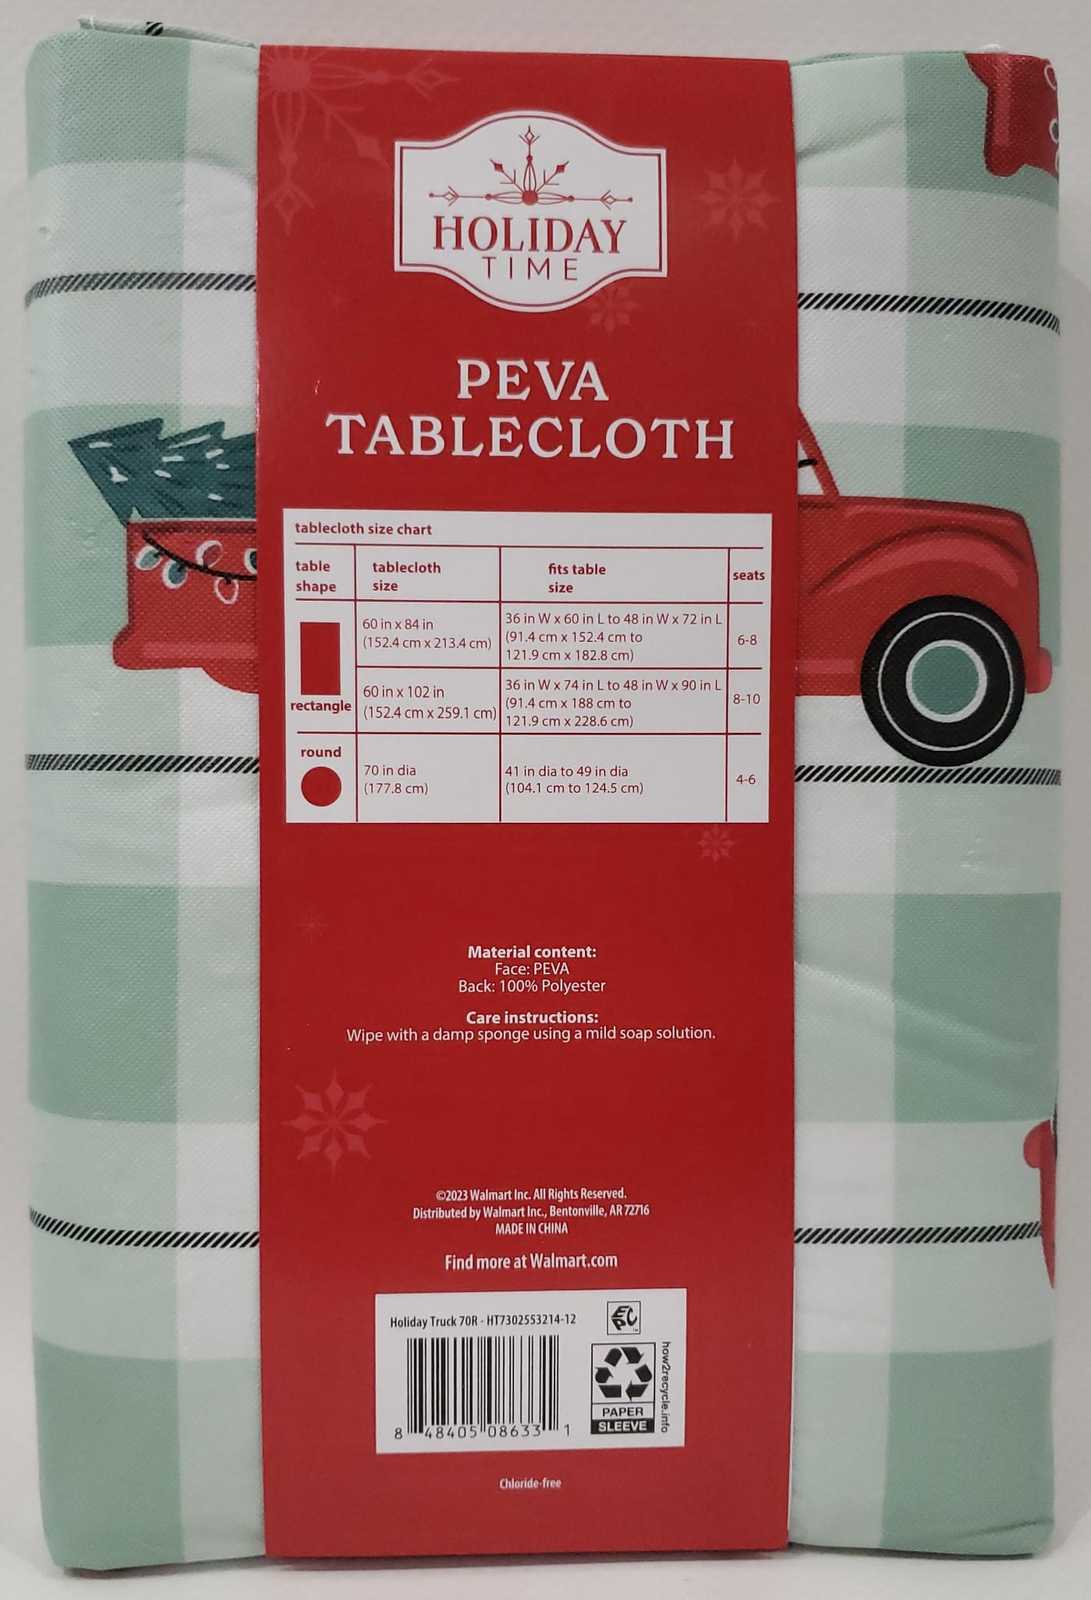 HOLIDAY
TIME
PEVA
TABLECLOTH
tablecloth size chart
table shape
tablecloth size
fits table size
seats
rectangle
60 in x 84 in
(152.4 cm x 213.4 cm)
36 in W x 60 in L to 48 in W x 72 in L
(91.4 cm x 152.4 cm to
121.9 cm x 182.8 cm)
6-8
60 in x 102 in
(152.4 cm x 259.1 cm)
36 in W x 74 in L to 48 in W x 90 in L
(91.4 cm x 188 cm to
121.9 cm x 228.6 cm)
8-10
round
70 in dia
(177.8 cm)
41 in dia to 49 in dia
(104.1 cm to 124.5 cm)
4-6
Material content:
Face: PEVA
Back: 100% Polyester
Care instructions:
Wipe with a damp sponge using a mild soap solution.
©2023 Walmart Inc. All Rights Reserved.
Distributed by Walmart Inc., Bentonville, AR 72716
MADE IN CHINA
Find more at Walmart.com
Holiday Truck 70R - HT7302553214-12
EPC
™
8 48405 08633 1
PAPER
SLEEVE
how2recycle.info
Chloride-free